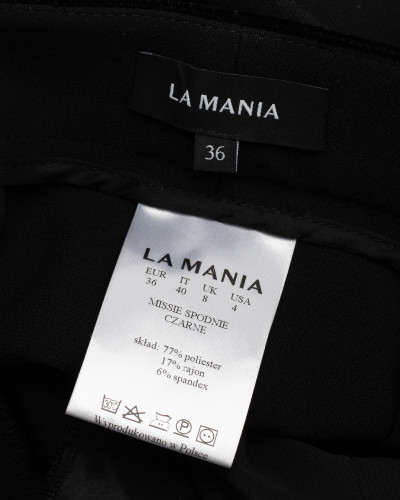 LA MANIA
36
LA MANIA
EUR IT UK USA
36 40 8 4
MISSIE SPODNIE
CZARNE
skład: 77% poliester
17% rajon
6% spandex
30°
P
Wyprodukowano w Polsce